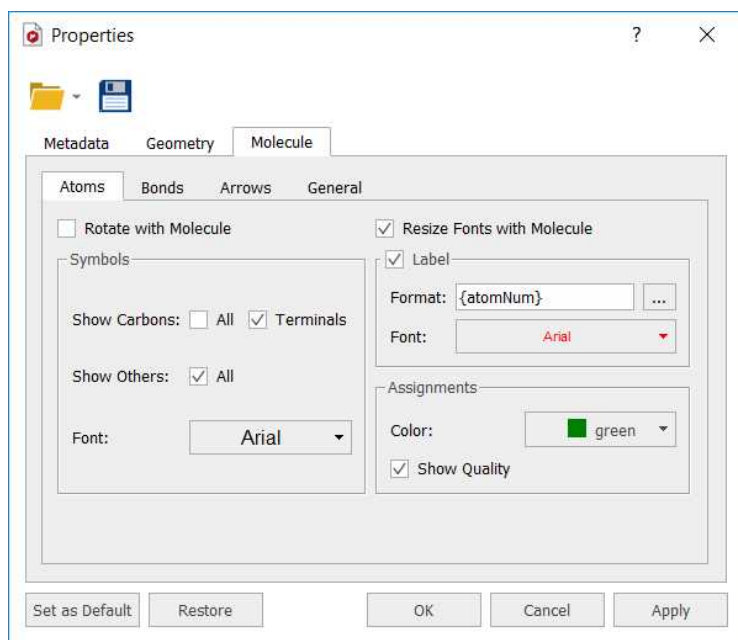 Properties
?
Metadata Geometry Molecule
Atoms Bonds Arrows General
Rotate with Molecule
Resize Fonts with Molecule
Symbols
Show Carbons: All Terminals
Show Others: All
Font: Arial
Label
Format: {atomNum} ...
Font: Arial
Assignments
Color: green
Show Quality
Set as Default Restore OK Cancel Apply